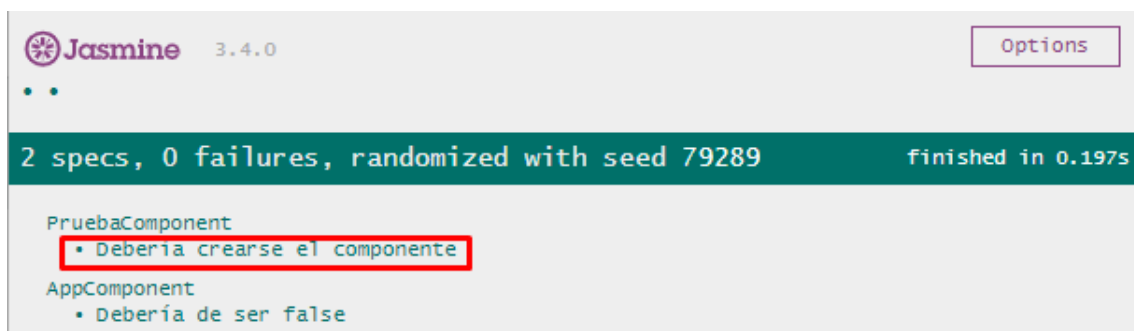 Jasmine 3.4.0 Options
2 specs, 0 failures, randomized with seed 79289 finished in 0.197s
PruebaComponent
• Debería crearse el componente
AppComponent
• Debería de ser false